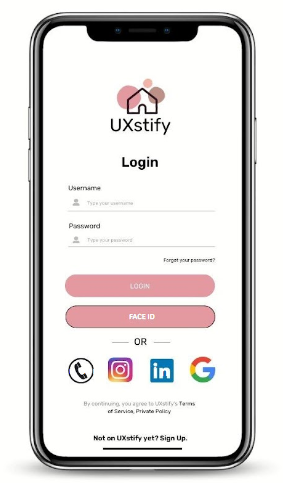 UXstify
Login
Username
Type your username
Password
Type your password
Forgot your password?
LOGIN
FACE ID
OR
in
G
By continuing, you agree to UXstify's Terms
of Service, Privacy Policy
Not on UXstify yet? Sign Up.